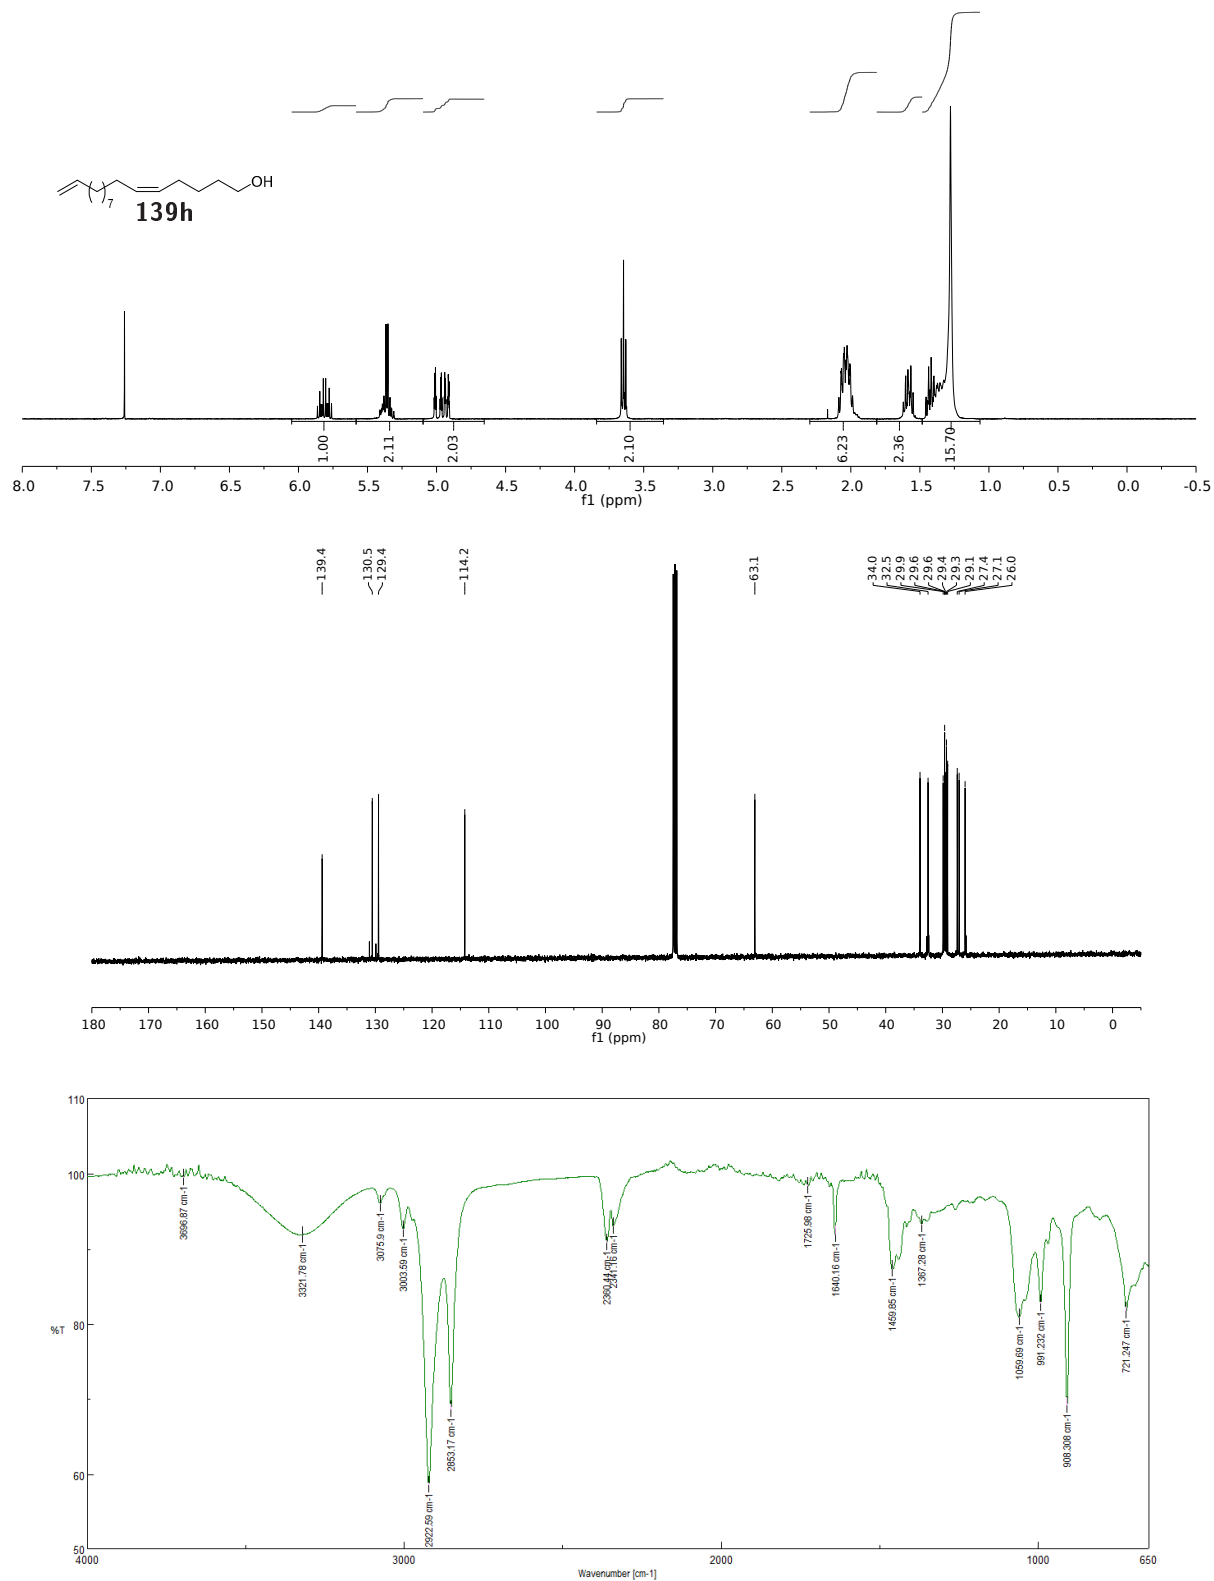 OH
7
139h
1.00
2.11
2.03
2.10
6.23
2.36
15.70
8.0 7.5 7.0 6.5 6.0 5.5 5.0 4.5 4.0 3.5 3.0 2.5 2.0 1.5 1.0 0.5 0.0 -0.5
f1 (ppm)
139.4
130.5
129.4
114.2
63.1
34.0
32.5
29.9
29.6
29.6
29.4
29.3
29.1
27.4
27.1
26.0
180 170 160 150 140 130 120 110 100 90 80 70 60 50 40 30 20 10 0
f1 (ppm)
110
100
80
60
50
%T
3696.87 cm-1
3321.78 cm-1
3075.9 cm-1
3003.59 cm-1
2922.59 cm-1
2853.17 cm-1
2360.44 cm-1
2341.16 cm-1
1725.98 cm-1
1640.16 cm-1
1459.85 cm-1
1367.28 cm-1
1059.69 cm-1
991.232 cm-1
908.308 cm-1
721.247 cm-1
4000 3000 2000 1000 650
Wavenumber [cm-1]